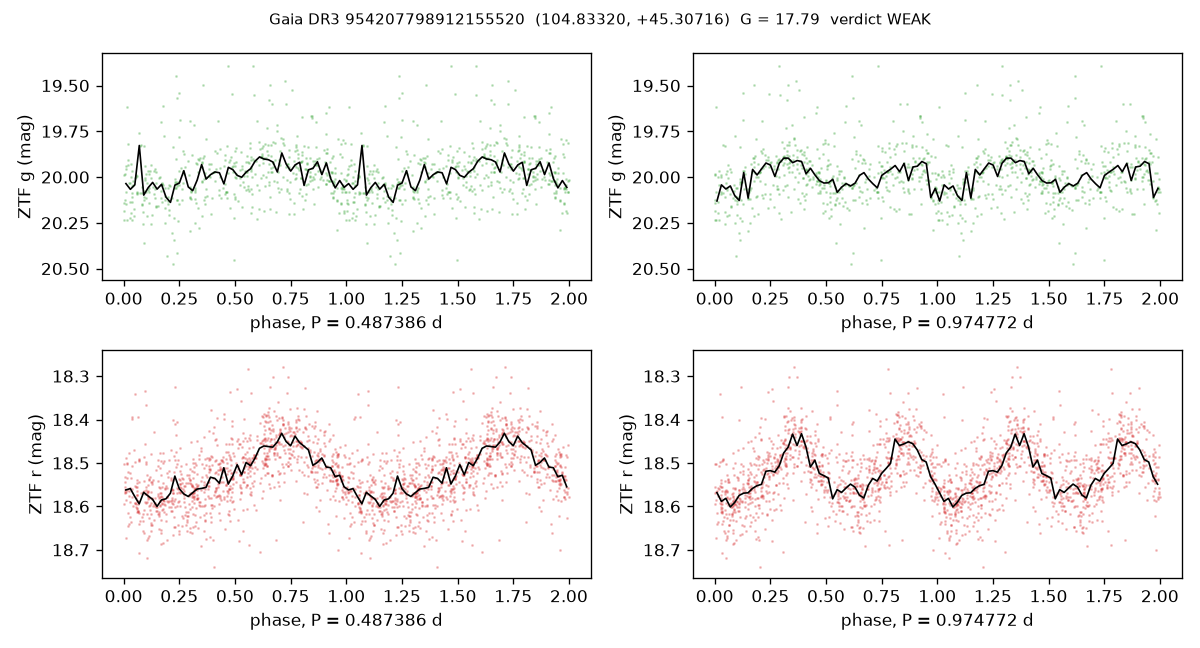 Gaia DR3 954207798912155520  (104.83320, +45.30716)  G = 17.79  verdict WEAK
ZTF g (mag)
19.50
19.75
20.00
20.25
20.50
0.00 0.25 0.50 0.75 1.00 1.25 1.50 1.75 2.00
phase, P = 0.487386 d
ZTF g (mag)
19.50
19.75
20.00
20.25
20.50
0.00 0.25 0.50 0.75 1.00 1.25 1.50 1.75 2.00
phase, P = 0.974772 d
ZTF r (mag)
18.3
18.4
18.5
18.6
18.7
0.00 0.25 0.50 0.75 1.00 1.25 1.50 1.75 2.00
phase, P = 0.487386 d
ZTF r (mag)
18.3
18.4
18.5
18.6
18.7
0.00 0.25 0.50 0.75 1.00 1.25 1.50 1.75 2.00
phase, P = 0.974772 d